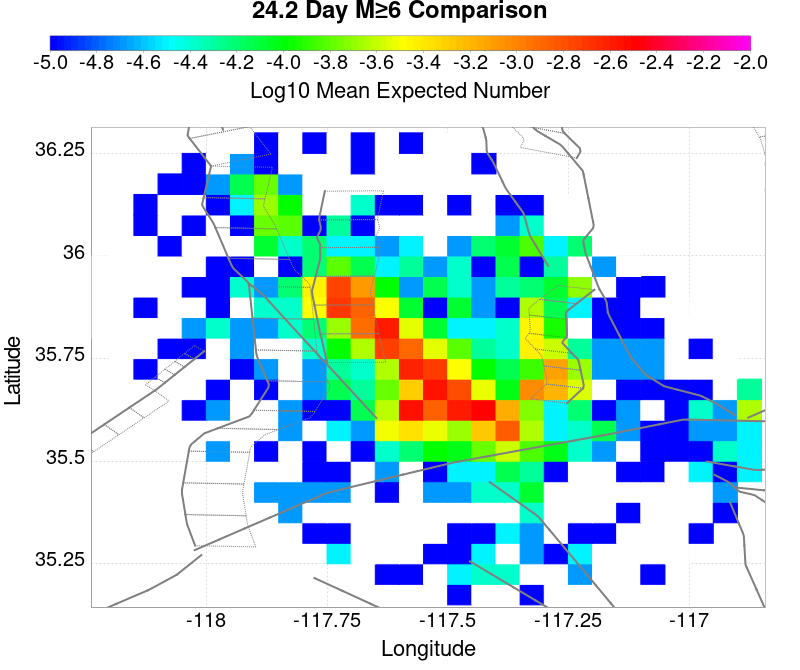 24.2 Day M≥6 Comparison
-5.0 -4.8 -4.6 -4.4 -4.2 -4.0 -3.8 -3.6 -3.4 -3.2 -3.0 -2.8 -2.6 -2.4 -2.2 -2.0
Log10 Mean Expected Number
36.25
36
35.75
35.5
35.25
Latitude
-118 -117.75 -117.5 -117.25 -117
Longitude